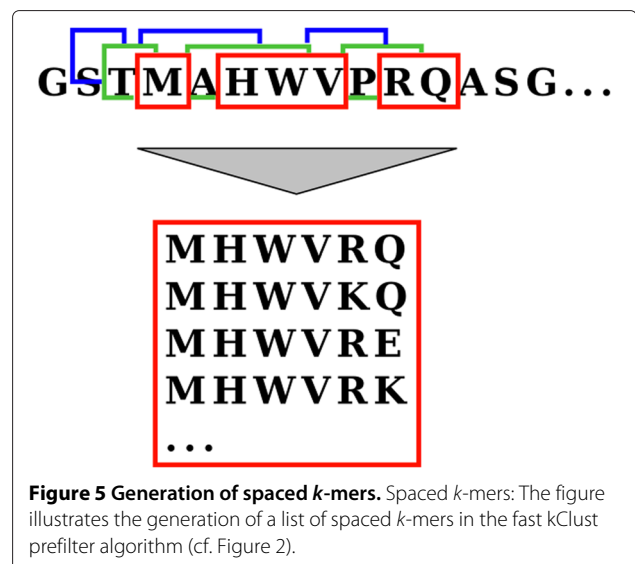 GSTMAHWVPRQASG...
MHWVRQ
MHWVKQ
MHWVRE
MHWVRK
...
Figure 5 Generation of spaced k-mers. Spaced k-mers: The figure
illustrates the generation of a list of spaced k-mers in the fast kClust
prefilter algorithm (cf. Figure 2).